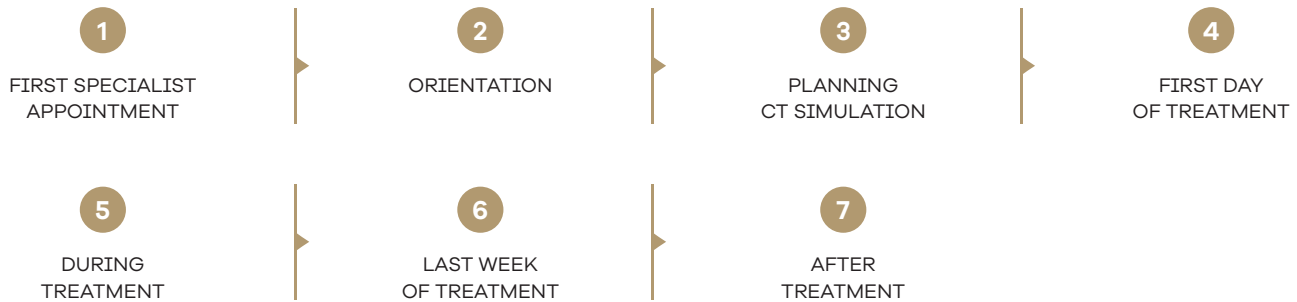 1
FIRST SPECIALIST
APPOINTMENT
2
ORIENTATION
3
PLANNING
CT SIMULATION
4
FIRST DAY
OF TREATMENT
5
DURING
TREATMENT
6
LAST WEEK
OF TREATMENT
7
AFTER
TREATMENT